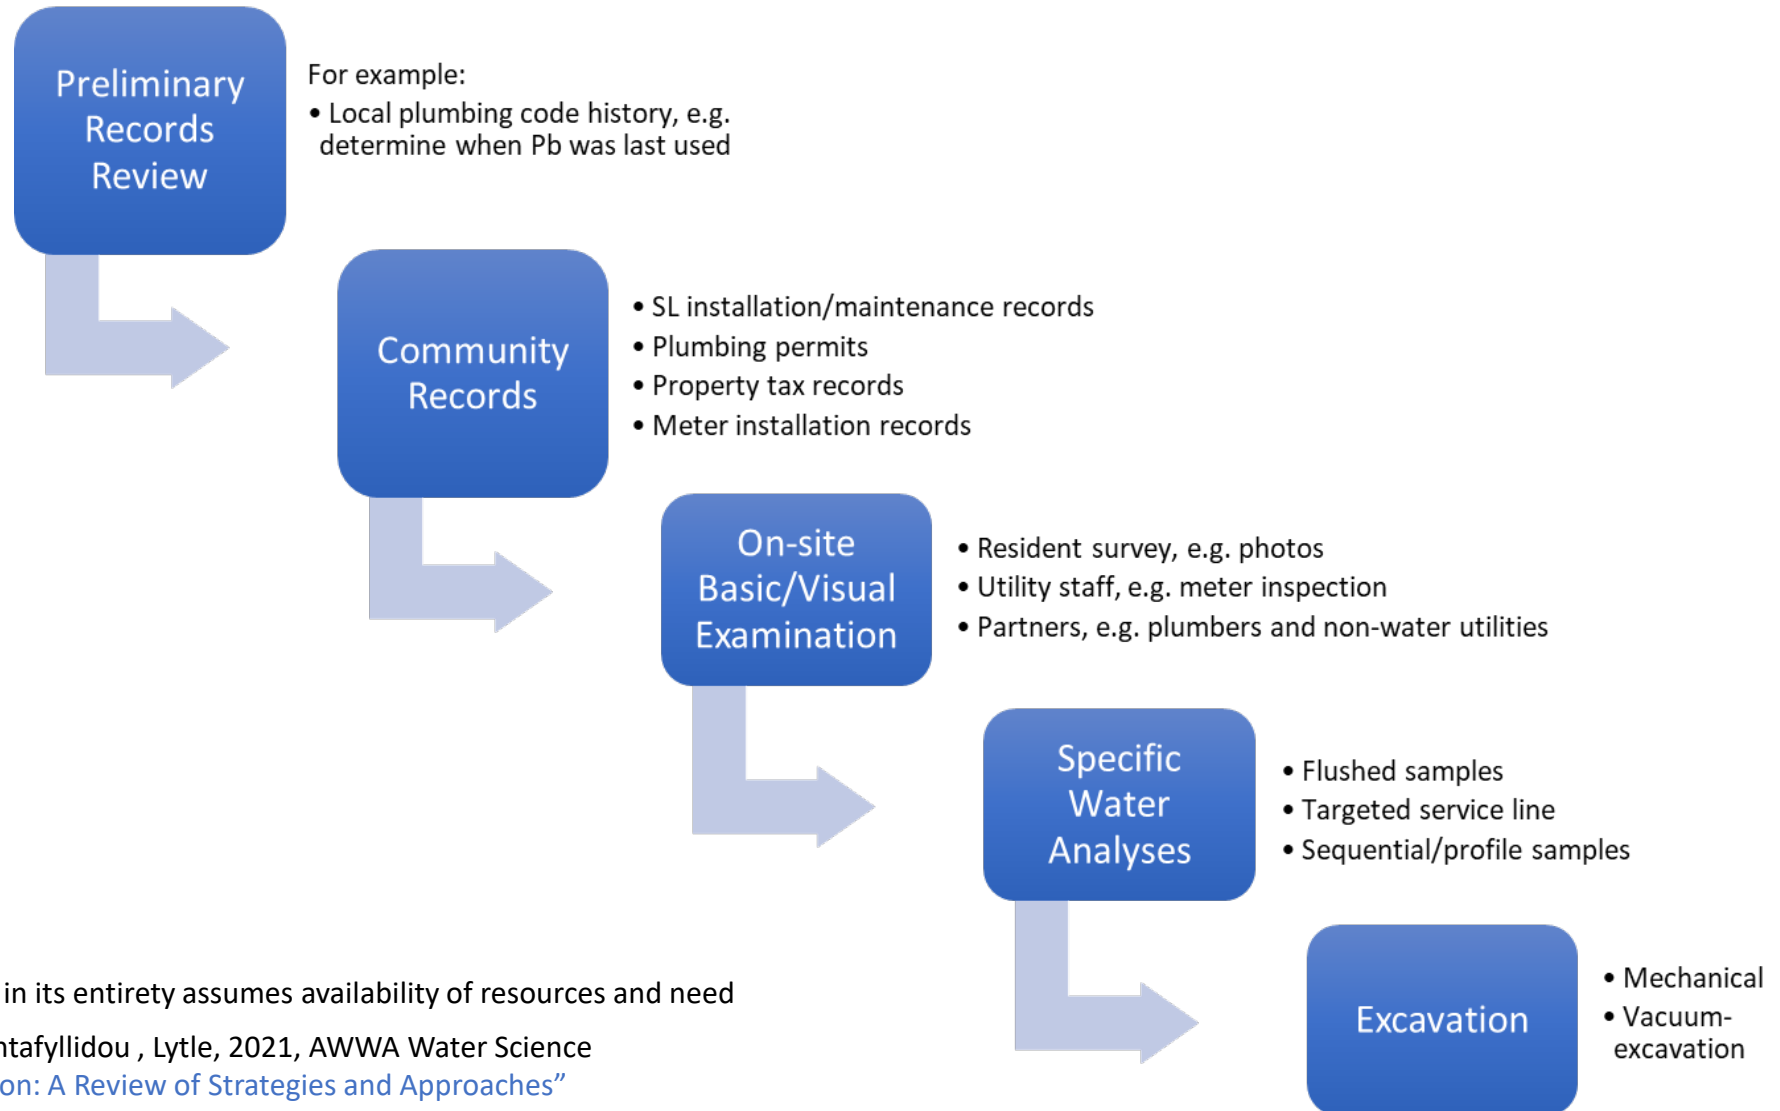 Preliminary
Records
Review
For example:
• Local plumbing code history, e.g.
determine when Pb was last used
Community
Records
• SL installation/maintenance records
• Plumbing permits
• Property tax records
• Meter installation records
On-site
Basic/Visual
Examination
• Resident survey, e.g. photos
• Utility staff, e.g. meter inspection
• Partners, e.g. plumbers and non-water utilities
Specific
Water
Analyses
• Flushed samples
• Targeted service line
• Sequential/profile samples
Excavation
• Mechanical
• Vacuum-
excavation
in its entirety assumes availability of resources and need
ntafyllidou , Lytle, 2021, AWWA Water Science
on: A Review of Strategies and Approaches”